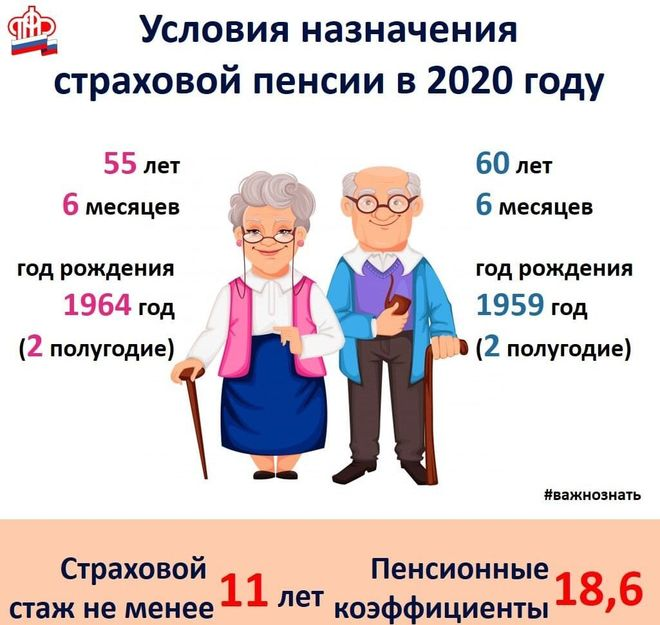 Условия назначения
страховой пенсии в 2020 году
55 лет
6 месяцев
год рождения
1964 год
(2 полугодие)
60 лет
6 месяцев
год рождения
1959 год
(2 полугодие)
#важнознать
Страховой
стаж не менее 11 лет
Пенсионные
коэффициенты 18,6